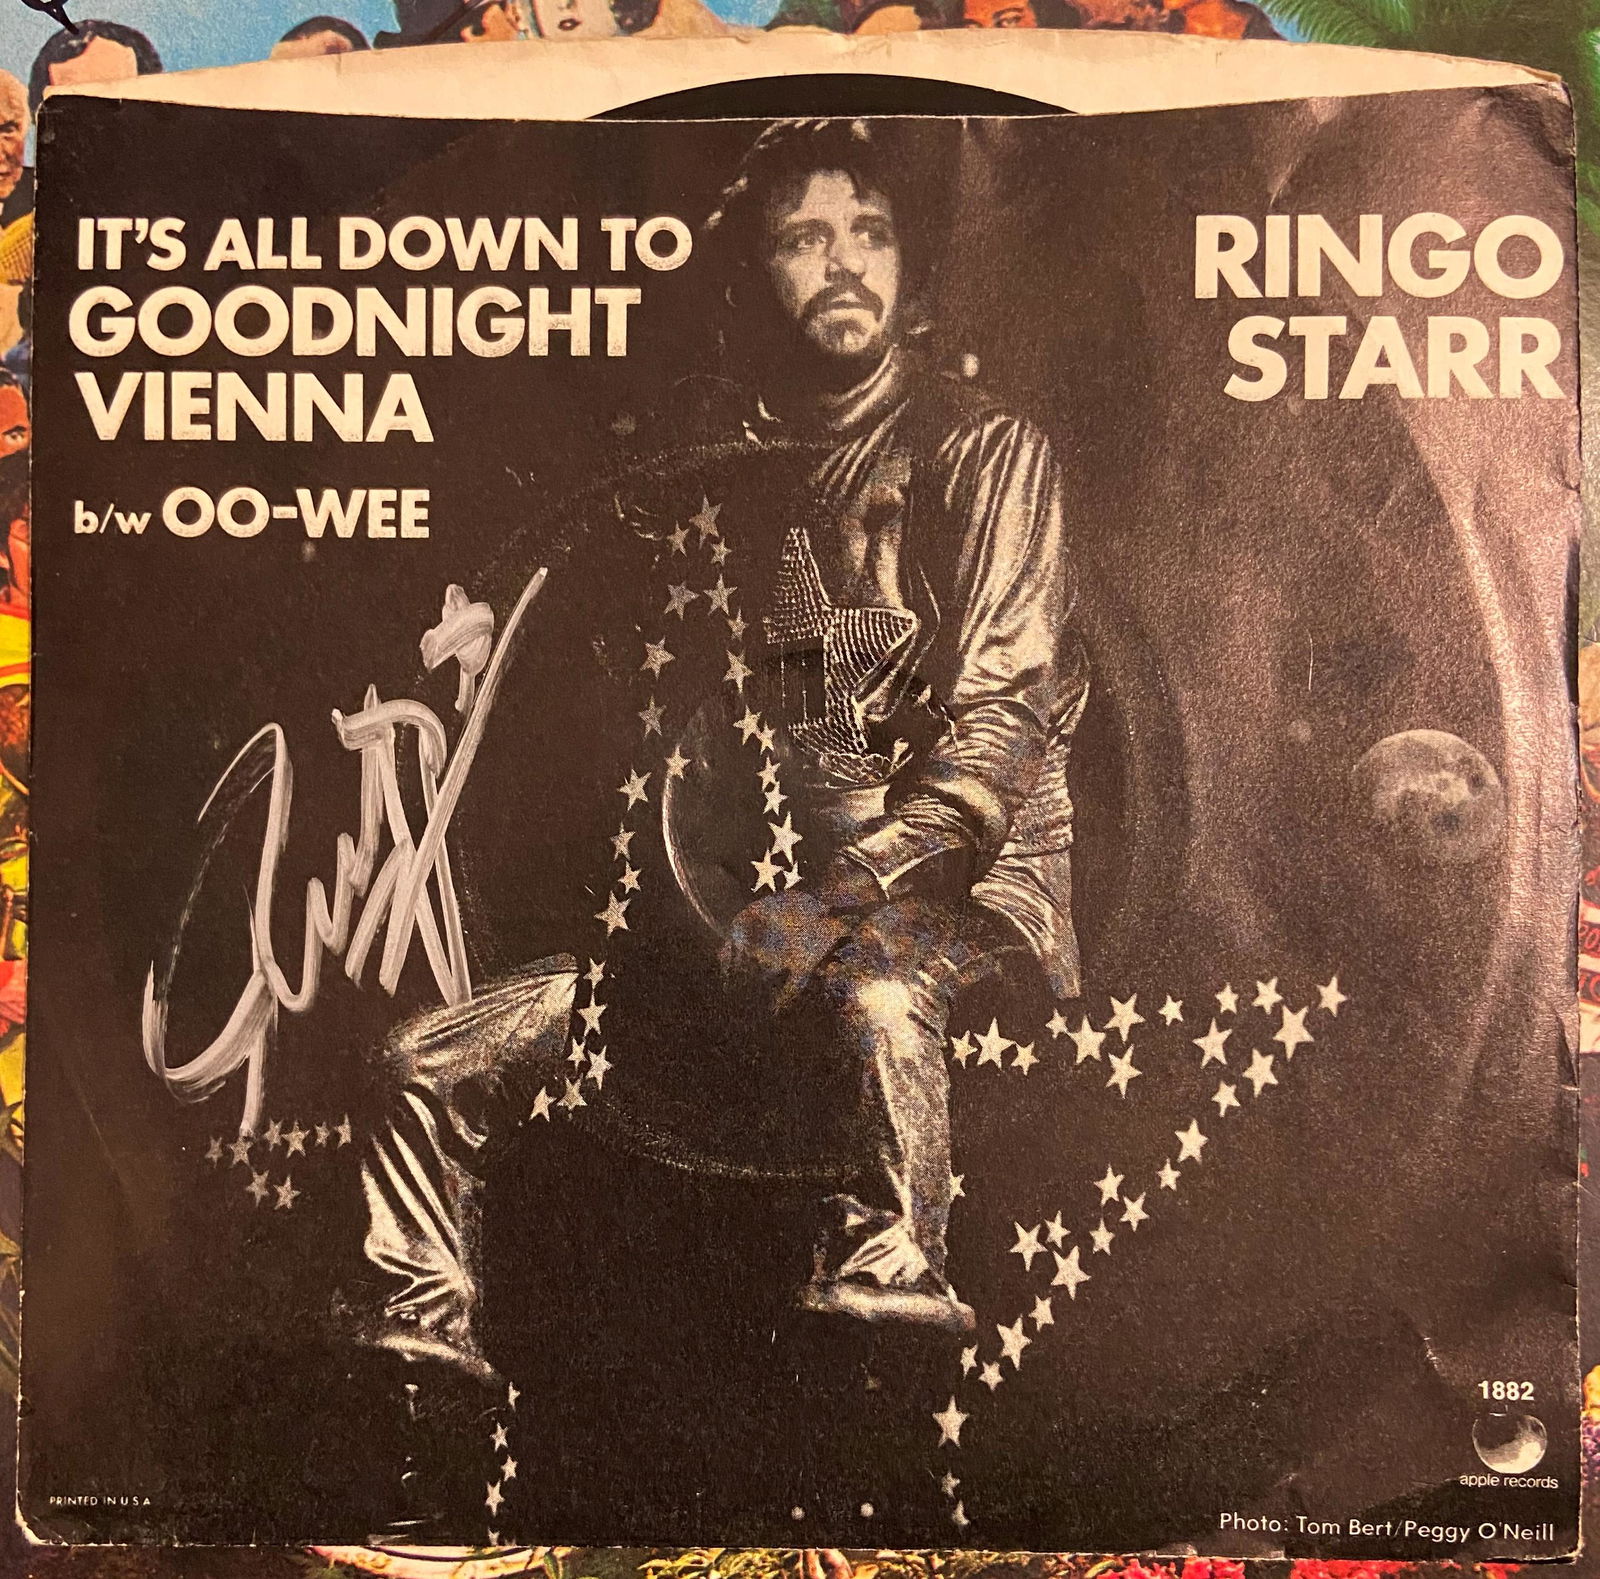 IT'S ALL DOWN TO
GOODNIGHT
VIENNA
b/w OO-WEE
RINGO
STARR
1882
apple records
PRINTED IN U S A
Photo: Tom Bert/Peggy O'Neill